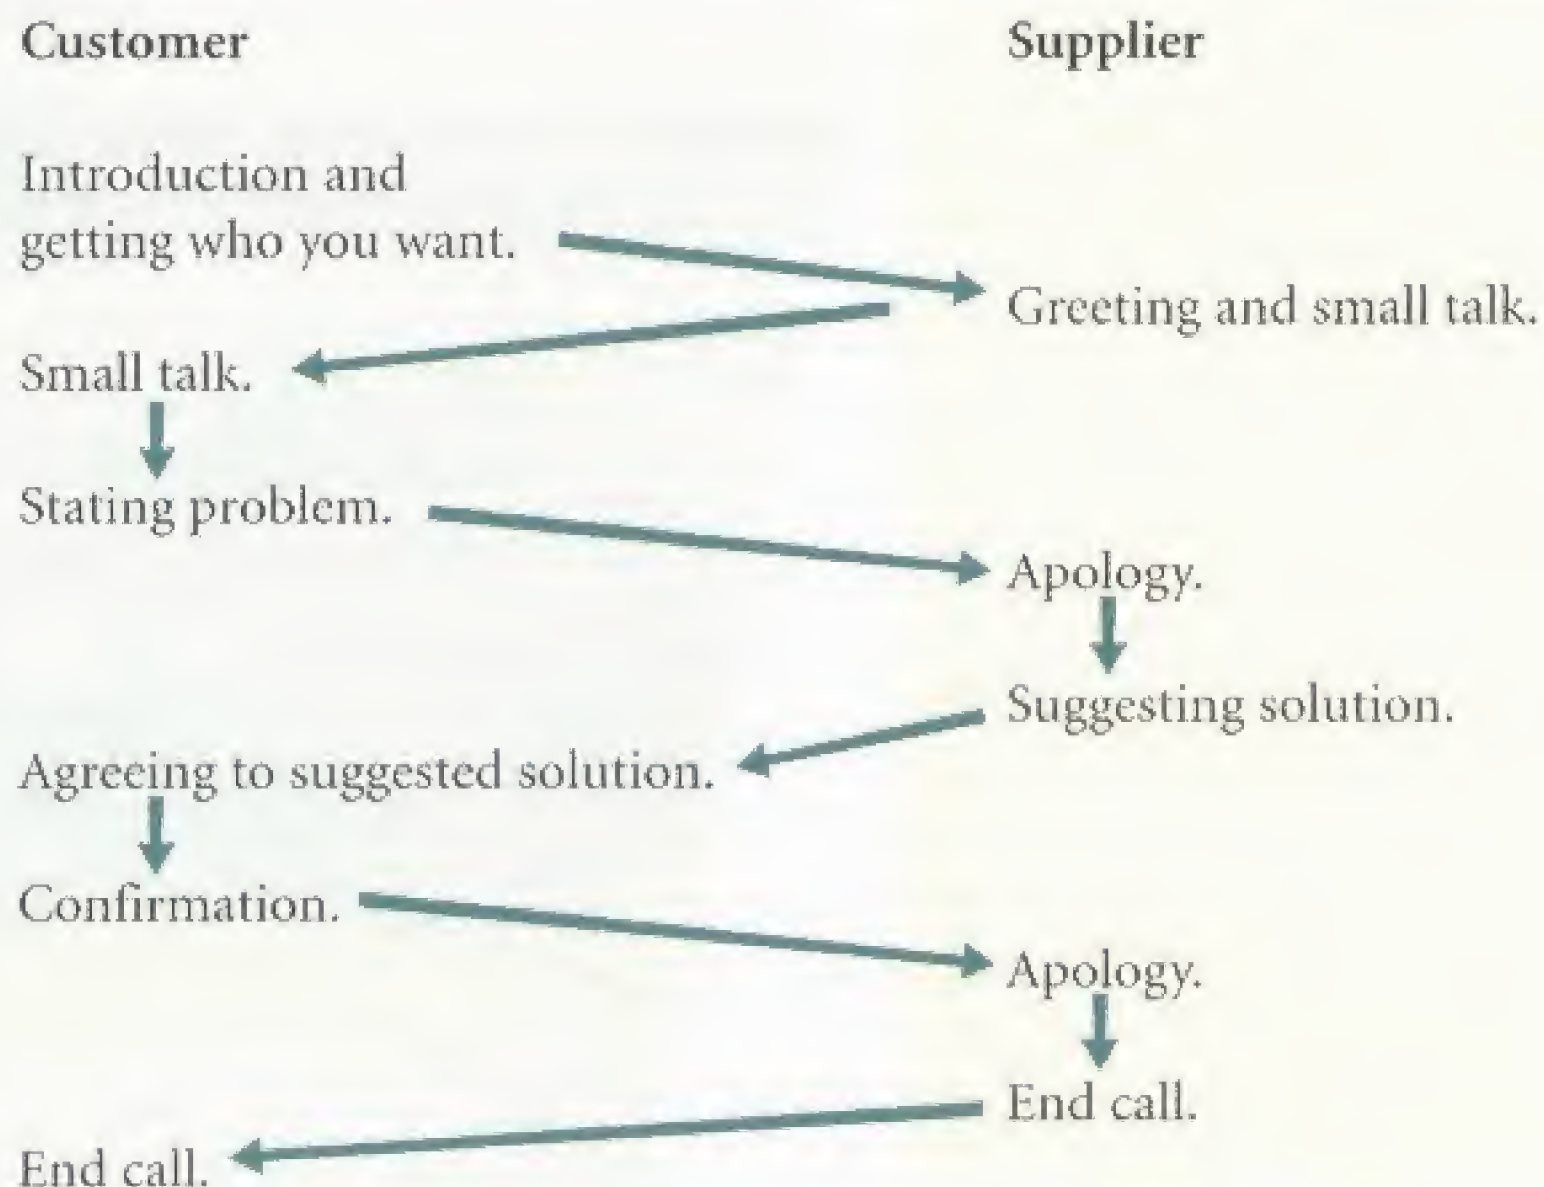 Customer
Supplier
Introduction and
getting who you want.
Greeting and small talk.
Small talk.
Stating problem.
Apology.
Suggesting solution.
Agreeing to suggested solution.
Confirmation.
Apology.
End call.
End call.